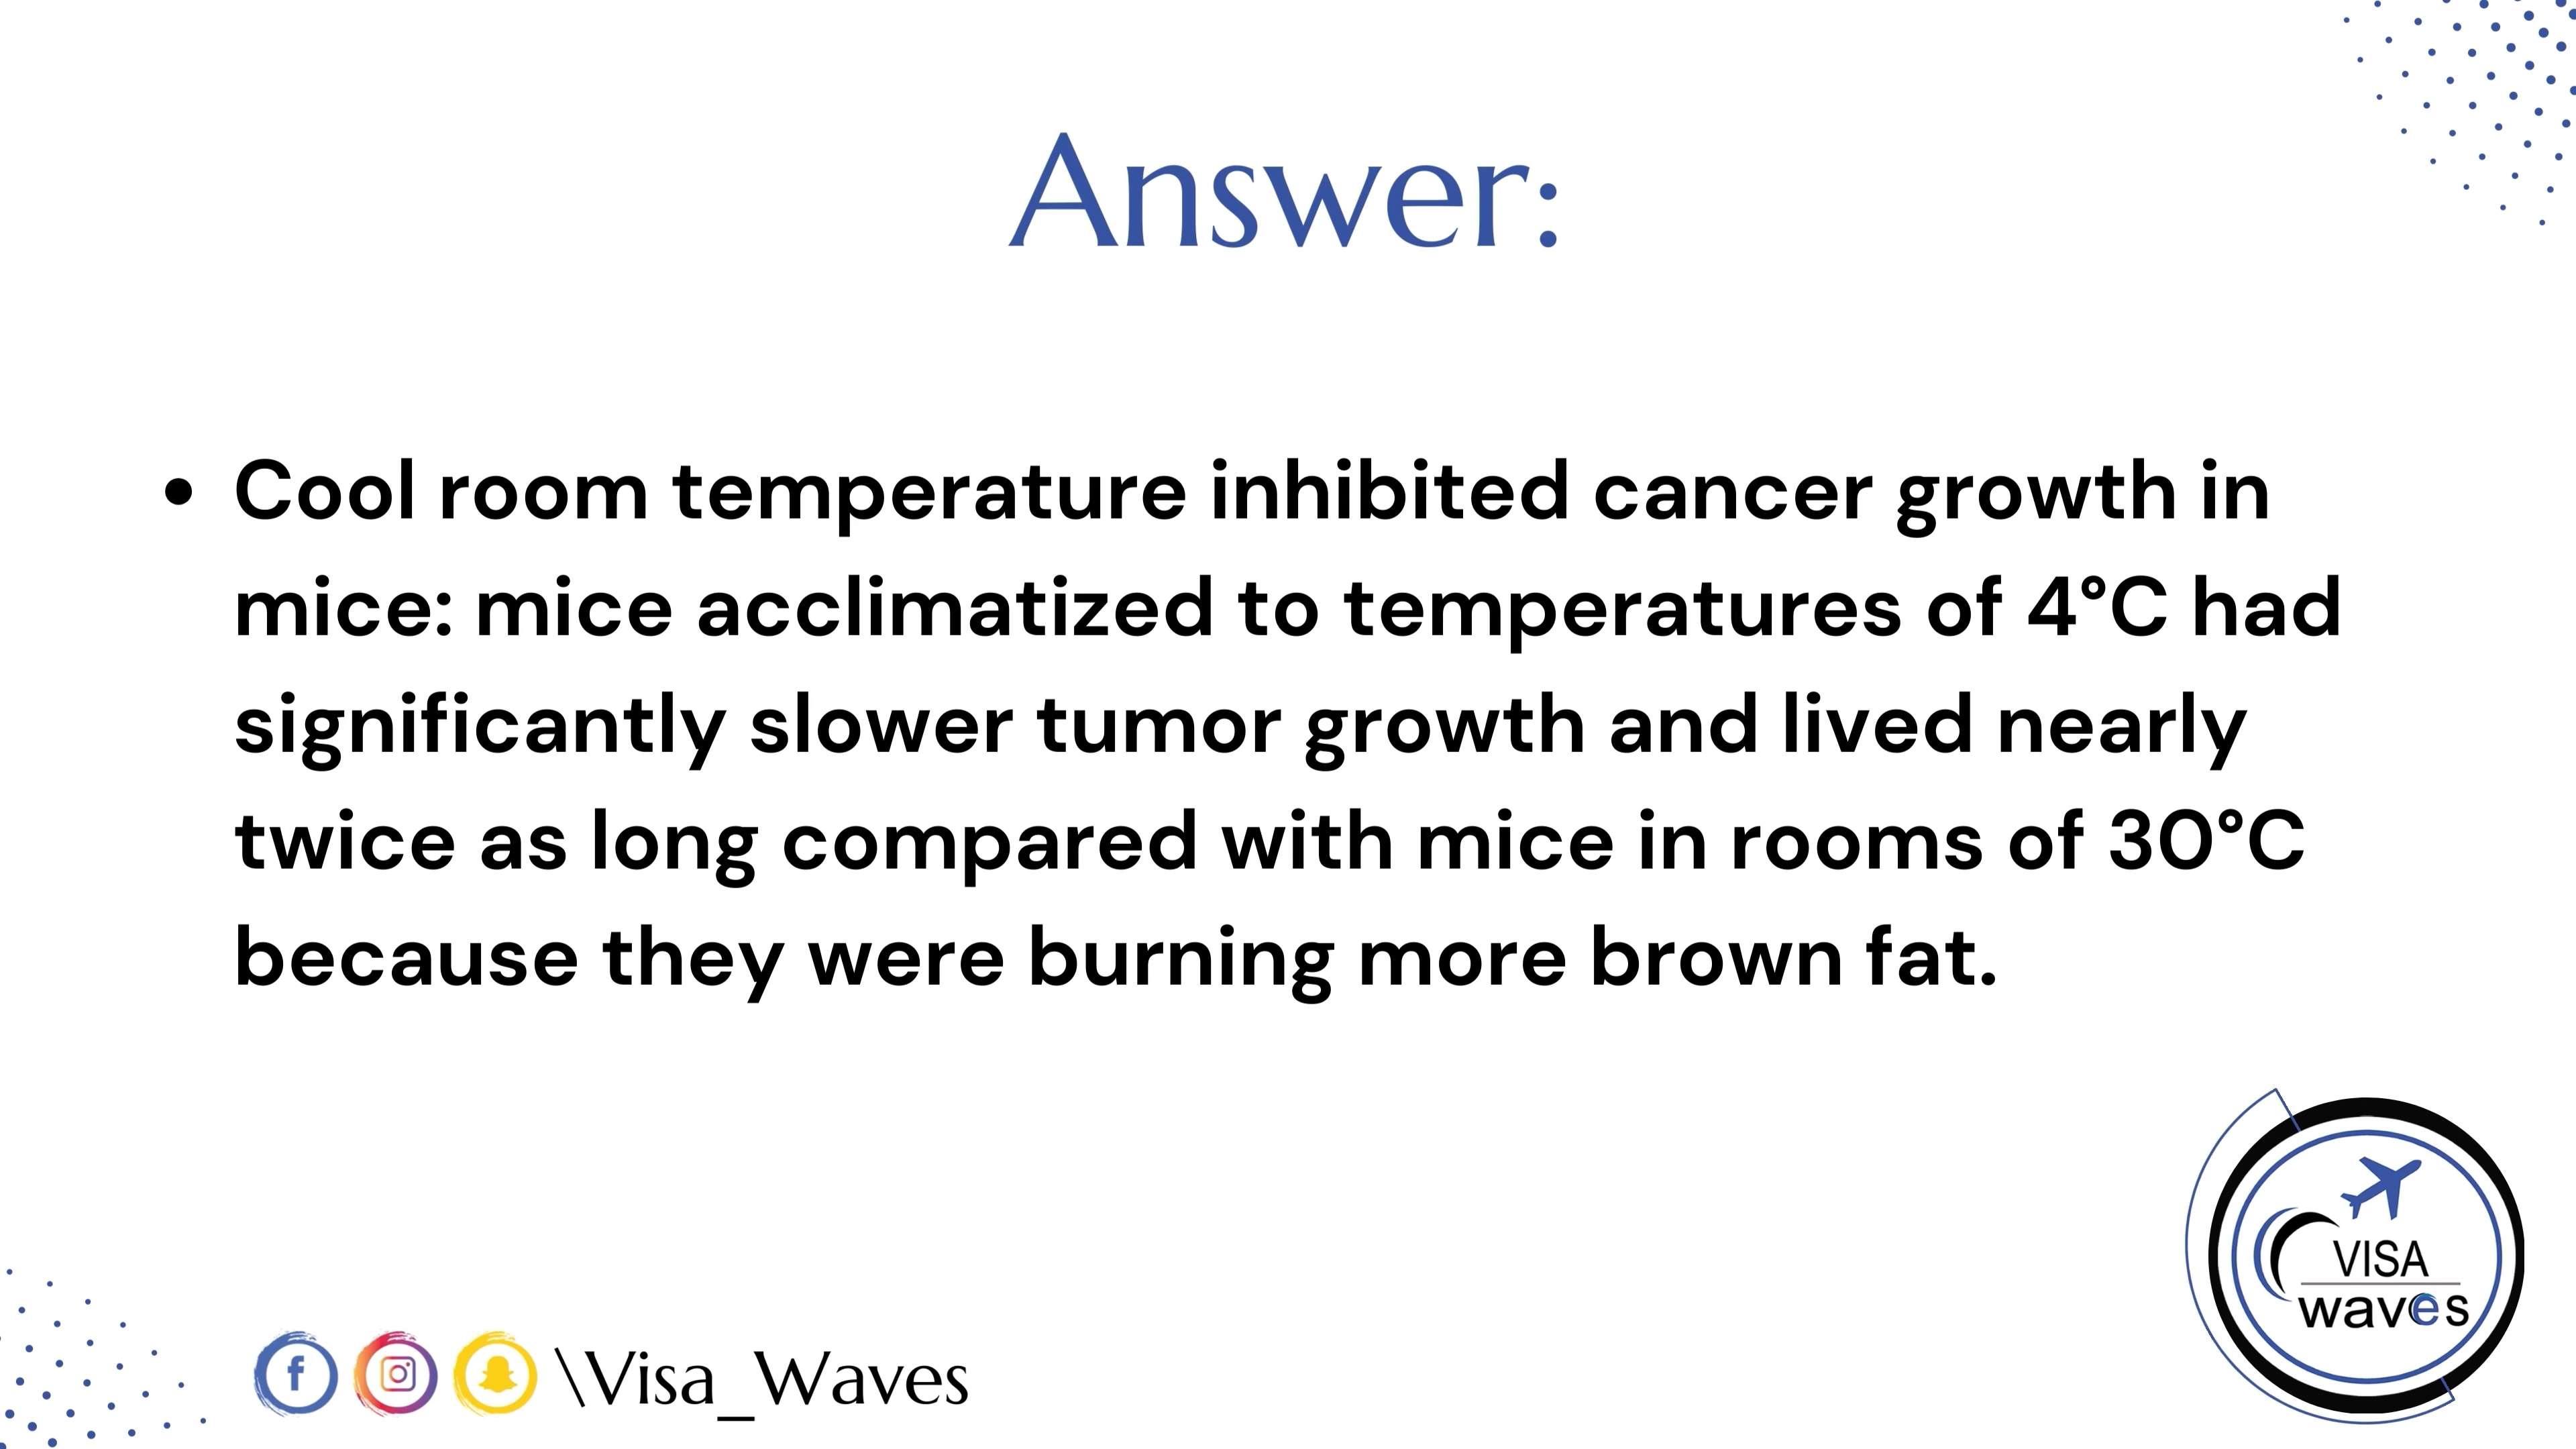 Answer:
• Cool room temperature inhibited cancer growth in
mice: mice acclimatized to temperatures of 4°C had
significantly slower tumor growth and lived nearly
twice as long compared with mice in rooms of 30°C
because they were burning more brown fat.
VISA
waves
\Visa_Waves